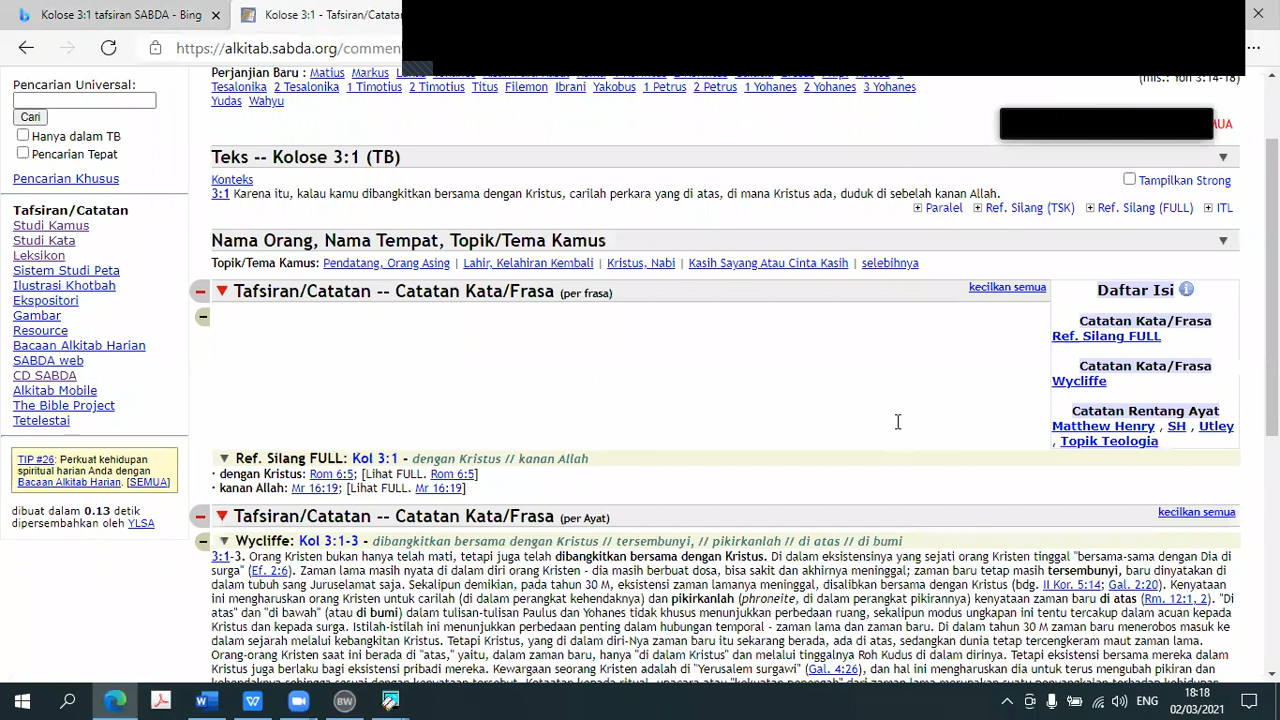 Kolose 3:1 tafsiran SABDA - Bing
Kolose 3:1 - Tafsiran/Catatan
https://alkitab.sabda.org/commen
Pencarian Universal:
Cari
Hanya dalam TB
Pencarian Tepat
Pencarian Khusus
Tafsiran/Catatan
Studi Kamus
Studi Kata
Leksikon
Sistem Studi Peta
Ilustrasi Khotbah
Ekspositori
Gambar
Resource
Bacaan Alkitab Harian
SABDA web
CD SABDA
Alkitab Mobile
The Bible Project
Tetelestai
TIP #26: Perkuat kehidupan
spiritual harian Anda dengan
Bacaan Alkitab Harian. [SEMUA]
dibuat dalam 0.13 detik
dipersembahkan oleh YLSA
Perjanjian Baru : Matius Markus
Tesalonika 2 Tesalonika 1 Timotius 2 Timotius Titus Filemon Ibrani Yakobus 1 Petrus 2 Petrus 1 Yohanes 2 Yohanes 3 Yohanes
Yudas Wahyu
(mis.: Yoh 3:14-18)
MUA
Teks -- Kolose 3:1 (TB)
Konteks
Tampilkan Strong
3:1 Karena itu, kalau kamu dibangkitkan bersama dengan Kristus, carilah perkara yang di atas, di mana Kristus ada, duduk di sebelah kanan Allah.
Paralel Ref. Silang (TSK) Ref. Silang (FULL) ITL
Nama Orang, Nama Tempat, Topik/Tema Kamus
Topik/Tema Kamus: Pendatang, Orang Asing | Lahir, Kelahiran Kembali | Kristus, Nabi | Kasih Sayang Atau Cinta Kasih | selebihnya
Tafsiran/Catatan -- Catatan Kata/Frasa (per frasa)
kecilkan semua
Daftar Isi
Catatan Kata/Frasa
Ref. Silang FULL
Catatan Kata/Frasa
Wycliffe
Catatan Rentang Ayat
Matthew Henry , SH , Utley
, Topik Teologia
Ref. Silang FULL: Kol 3:1 - dengan Kristus // kanan Allah
· dengan Kristus: Rom 6:5; [Lihat FULL. Rom 6:5]
· kanan Allah: Mr 16:19; [Lihat FULL. Mr 16:19]
Tafsiran/Catatan -- Catatan Kata/Frasa (per Ayat)
kecilkan semua
Wycliffe: Kol 3:1-3 - dibangkitkan bersama dengan Kristus // tersembunyi, // pikirkanlah // di atas // di bumi
3:1-3. Orang Kristen bukan hanya telah mati, tetapi juga telah dibangkitkan bersama dengan Kristus. Di dalam eksistensinya yang sejati orang Kristen tinggal "bersama-sama dengan Dia di
surga" (Ef. 2:6). Zaman lama masih nyata di dalam diri orang Kristen - dia masih berbuat dosa, bisa sakit dan akhirnya meninggal; zaman baru tetap masih tersembunyi, baru dinyatakan di
dalam tubuh yang Juruselamat saja. Sekalipun demikian, pada tahun 30 M, eksistensi zaman lamanya meninggal, disalibkan bersama dengan Kristus (bdg. II Kor. 5:14; Gal. 2:20). Kenyataan
ini mengharuskan orang Kristen untuk carilah (di dalam perangkat kehendaknya) dan pikirkanlah (phroneite, di dalam perangkat pikirannya) kenyataan zaman baru di atas (Rm. 12:1, 2). "Di
atas" dan "di bawah" (atau di bumi) dalam tulisan-tulisan Paulus dan Yohanes tidak khusus menunjukkan perbedaan ruang, sekalipun modus ungkapan ini tentu tercakup dalam acuan kepada
Kristus dan kepada surga. Istilah-istilah ini menunjukkan perbedaan penting dalam hubungan temporal - zaman lama dan zaman baru. Di dalam tahun 30 M zaman baru menerobos masuk ke
dalam sejarah melalui kebangkitan Kristus. Tetapi Kristus, yang di dalam diri-Nya zaman baru itu sekarang berada, ada di atas, sedangkan dunia tetap tercengkeram maut zaman lama.
Orang-orang Kristen saat ini berada di "atas," yaitu, dalam zaman baru, hanya "di dalam Kristus" dan melalui tinggalnya Roh Kudus di dalam dirinya. Tetapi eksistensi bersama mereka dalam
Kristus juga berlaku bagi eksistensi pribadi mereka. Kewargaan seorang Kristen adalah di "Yerusalem surgawi" (Gal. 4:26), dan hal ini mengharuskan dia untuk terus mengubah pikiran dan
ENG
18:18
02/03/2021